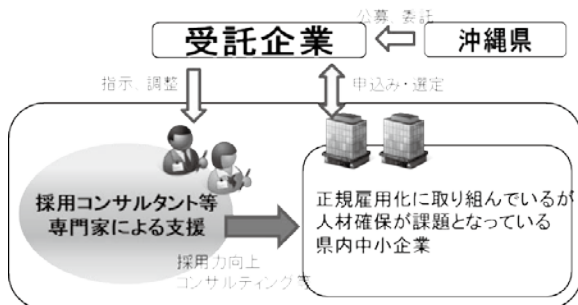 公募、委託
受託企業
沖縄県
指示、調整
申込み・選定
採用コンサルタント等
専門家による支援
正規雇用化に取り組んでいるが
人材確保が課題となっている
県内中小企業
採用力向上
コンサルティング等